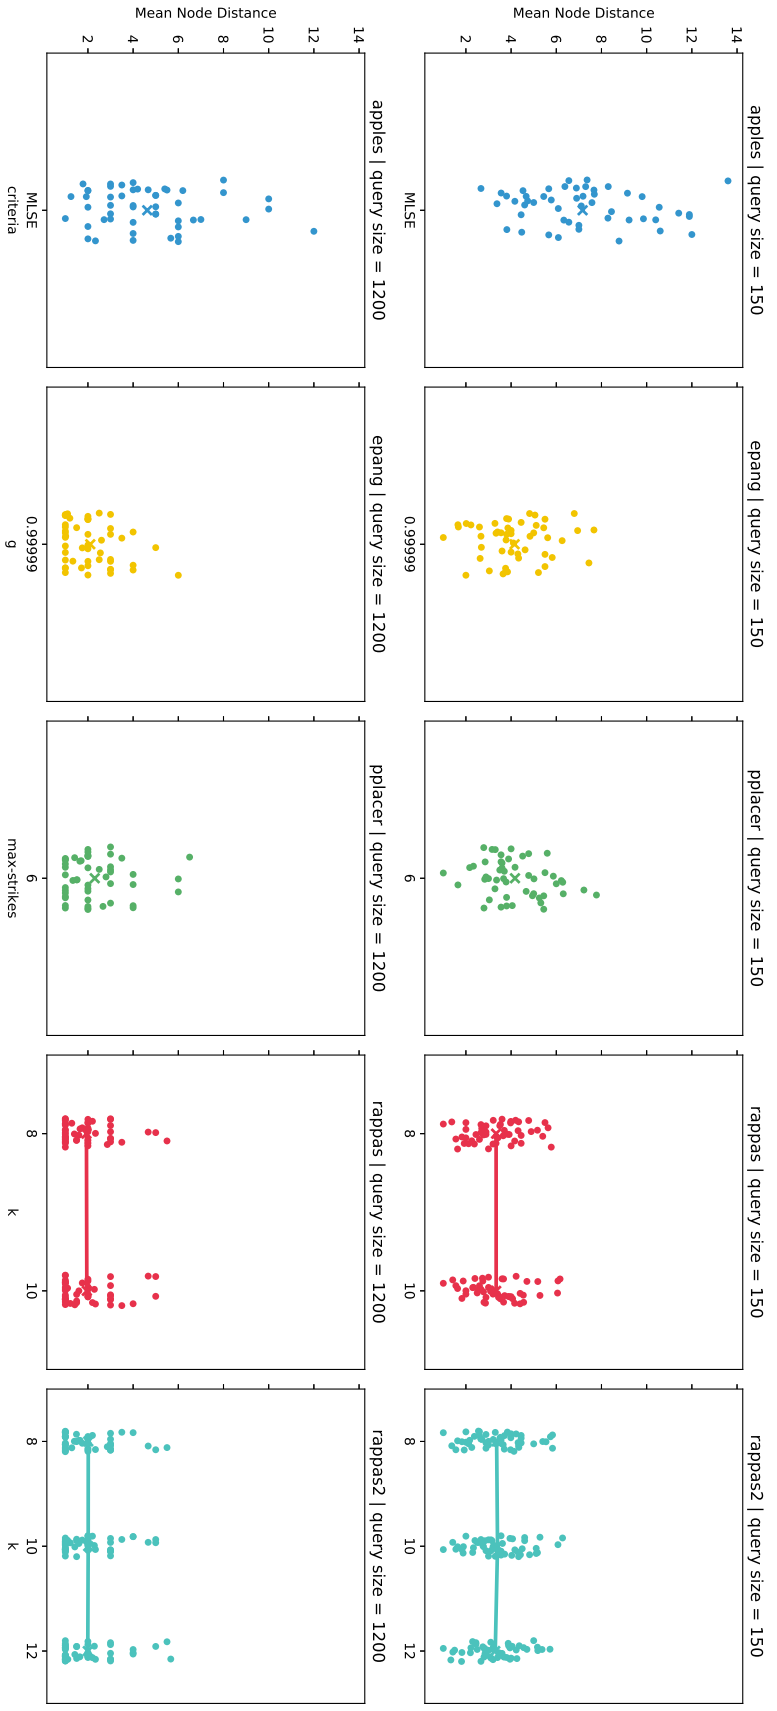 apples | query size = 150
epang | query size = 150
pplacer | query size = 150
rappas | query size = 150
rappas2 | query size = 150
Mean Node Distance
14
12
10
8
6
4
2
MLSE
0.99999
6
8
10
8
10
12
apples | query size = 1200
epang | query size = 1200
pplacer | query size = 1200
rappas | query size = 1200
rappas2 | query size = 1200
Mean Node Distance
14
12
10
8
6
4
2
MLSE
criteria
0.99999
g
6
max-strikes
8
10
k
8
10
12
k